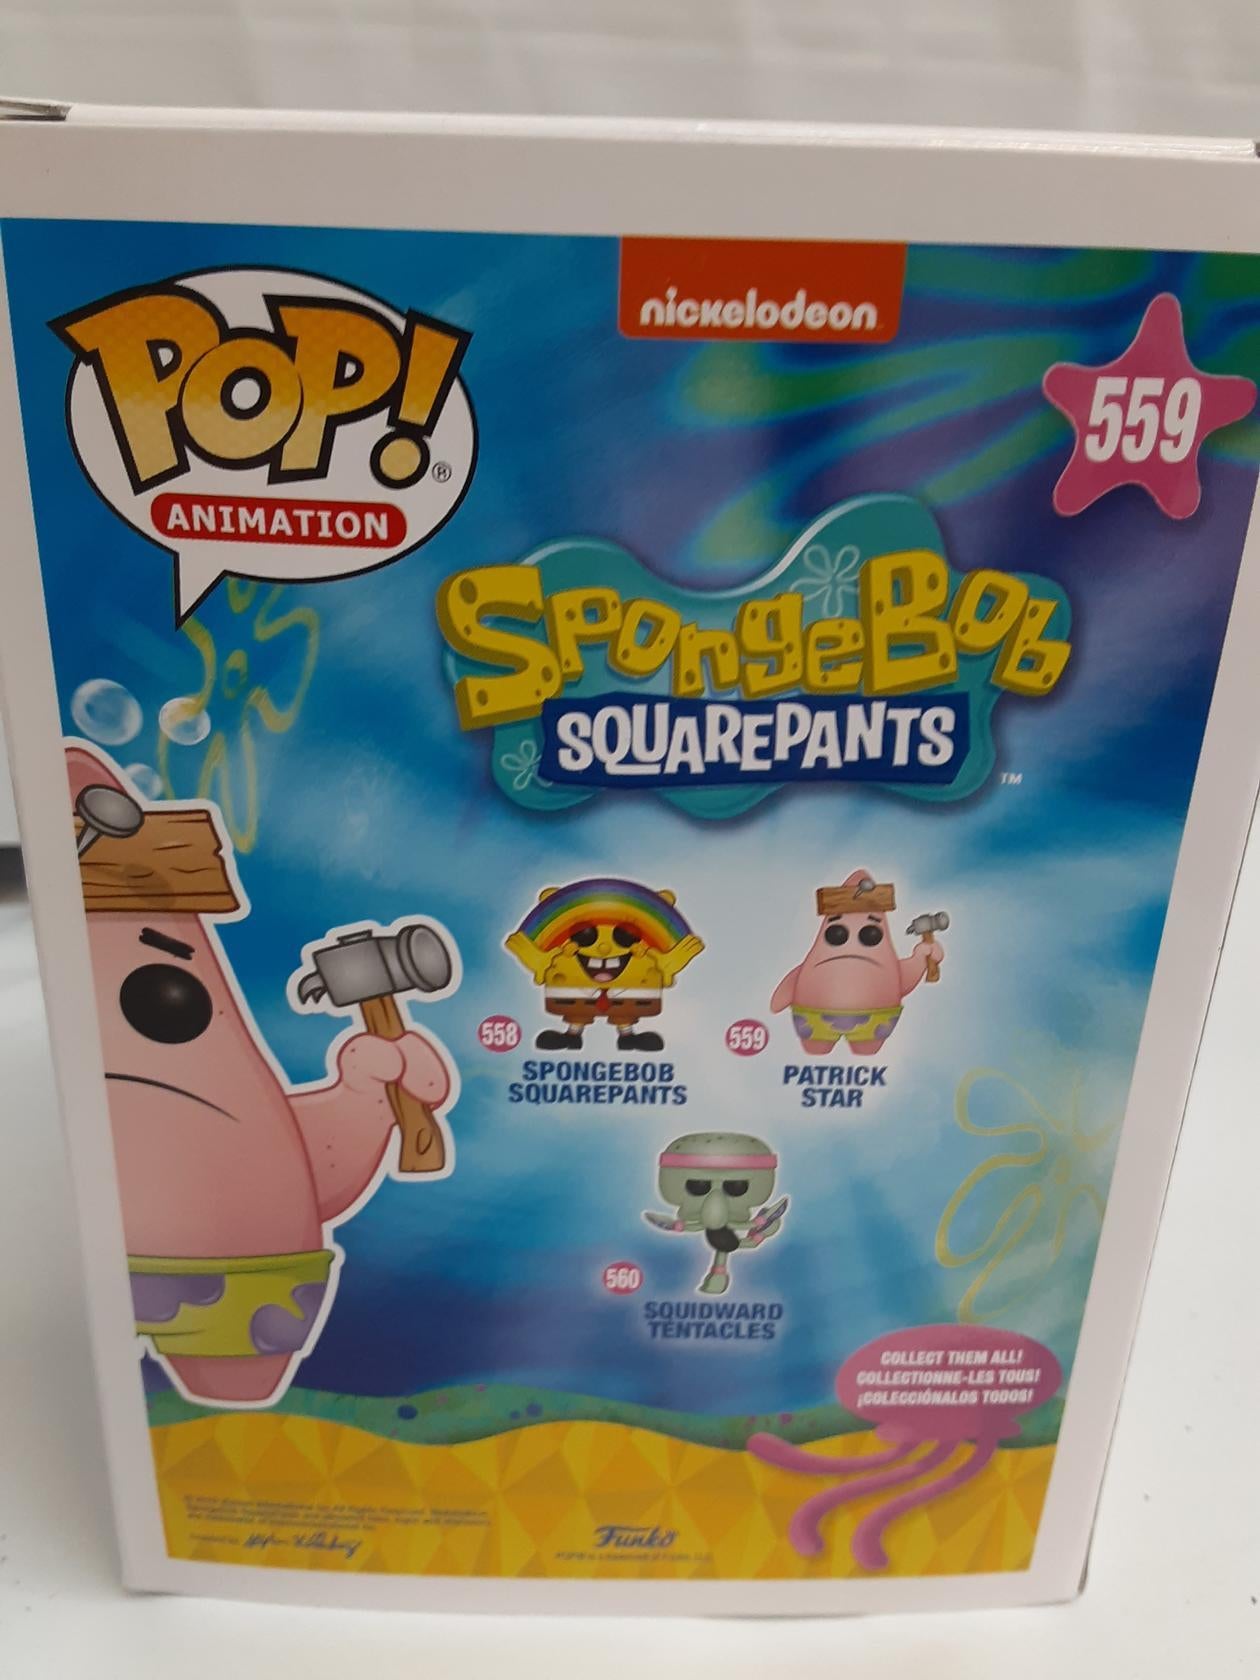 nickelodeon
POP!®
ANIMATION
559
SPONGEBOB
SQUAREPANTS
TM
558
SPONGEBOB
SQUAREPANTS
559
PATRICK
STAR
560
SQUIDWARD
TENTACLES
COLLECT THEM ALL!
COLLECTIONNE-LES TOUS!
¡COLECCIÓNALOS TODOS!
Funko